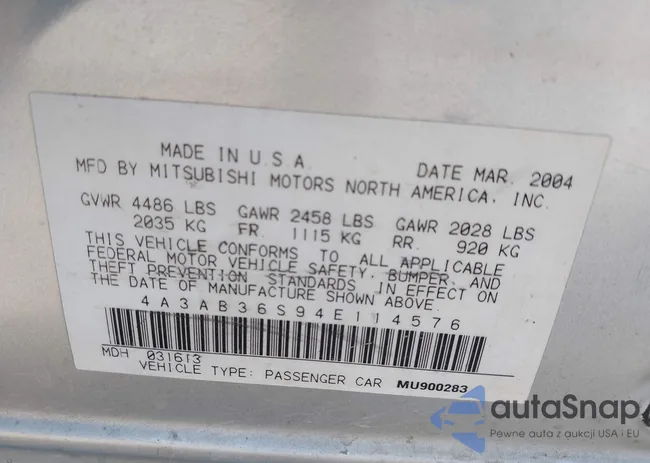 MADE IN U.S.A. DATE MAR. 2004
MFD BY MITSUBISHI MOTORS NORTH AMERICA, INC.
GVWR 4486 LBS GAWR 2458 LBS GAWR 2028 LBS
2035 KG FR. 1115 KG RR. 920 KG
THIS VEHICLE CONFORMS TO ALL APPLICABLE
FEDERAL MOTOR VEHICLE SAFETY, BUMPER, AND
THEFT PREVENTION STANDARDS IN EFFECT ON
THE DATE OF MANUFACTURE SHOWN ABOVE.
4A3AB36S94E114576
MDH 031613
VEHICLE TYPE: PASSENGER CAR MU900283
autoSnap
Pewne auta z aukcji USA i EU